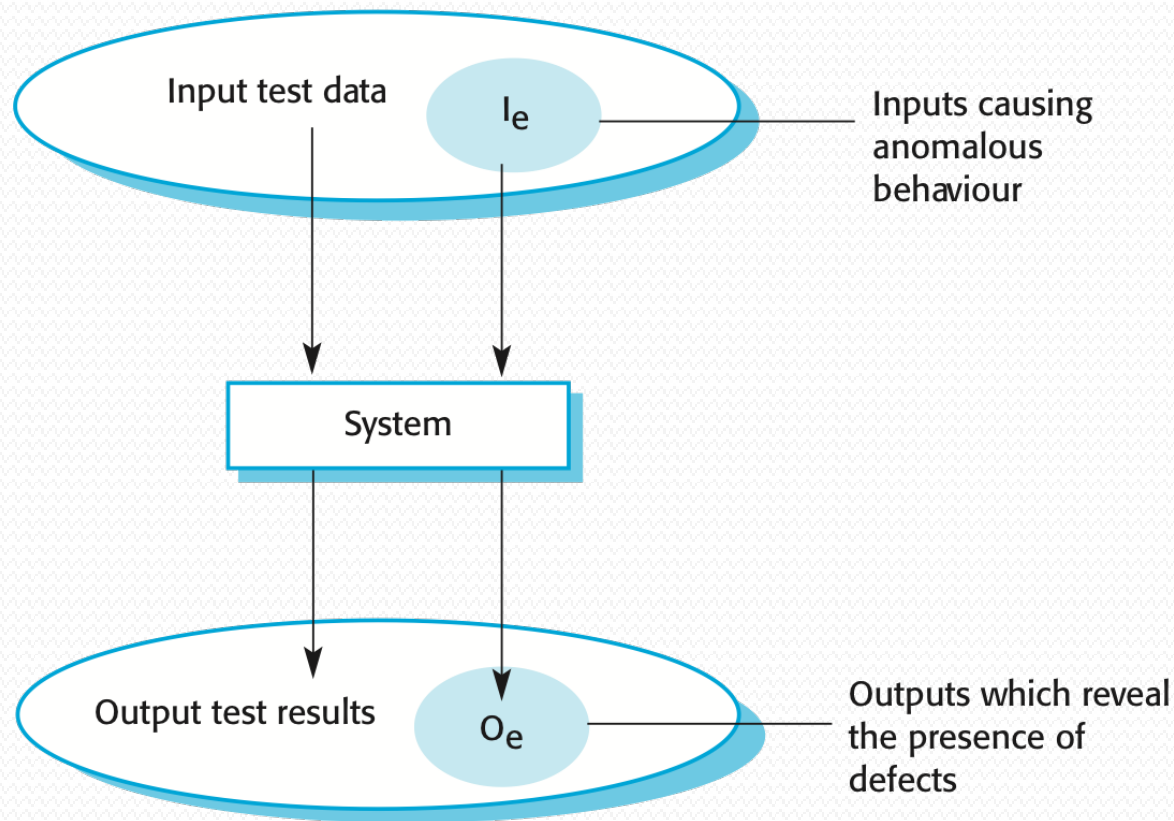 Input test data
Ie
Inputs causing
anomalous
behaviour
System
Output test results
Oe
Outputs which reveal
the presence of
defects